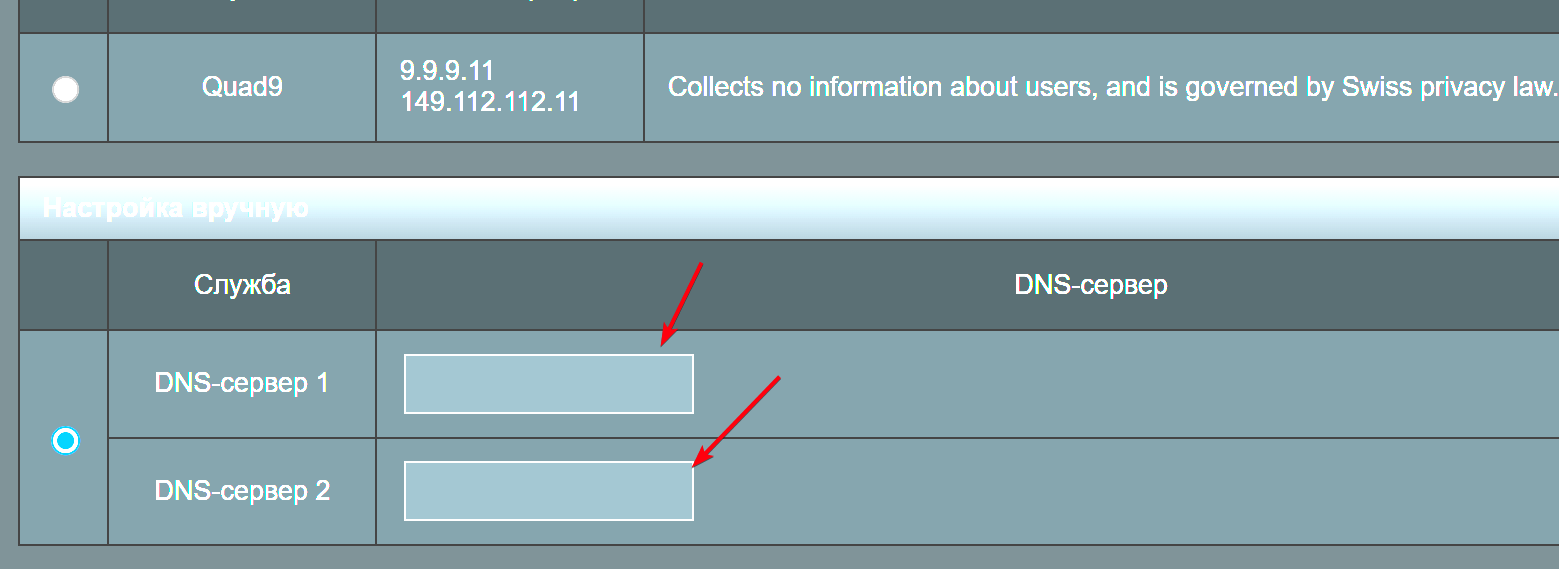 Quad9
9.9.9.11
149.112.112.11
Collects no information about users, and is governed by Swiss privacy law.
Настройка вручную
Служба
DNS-сервер
DNS-сервер 1
DNS-сервер 2